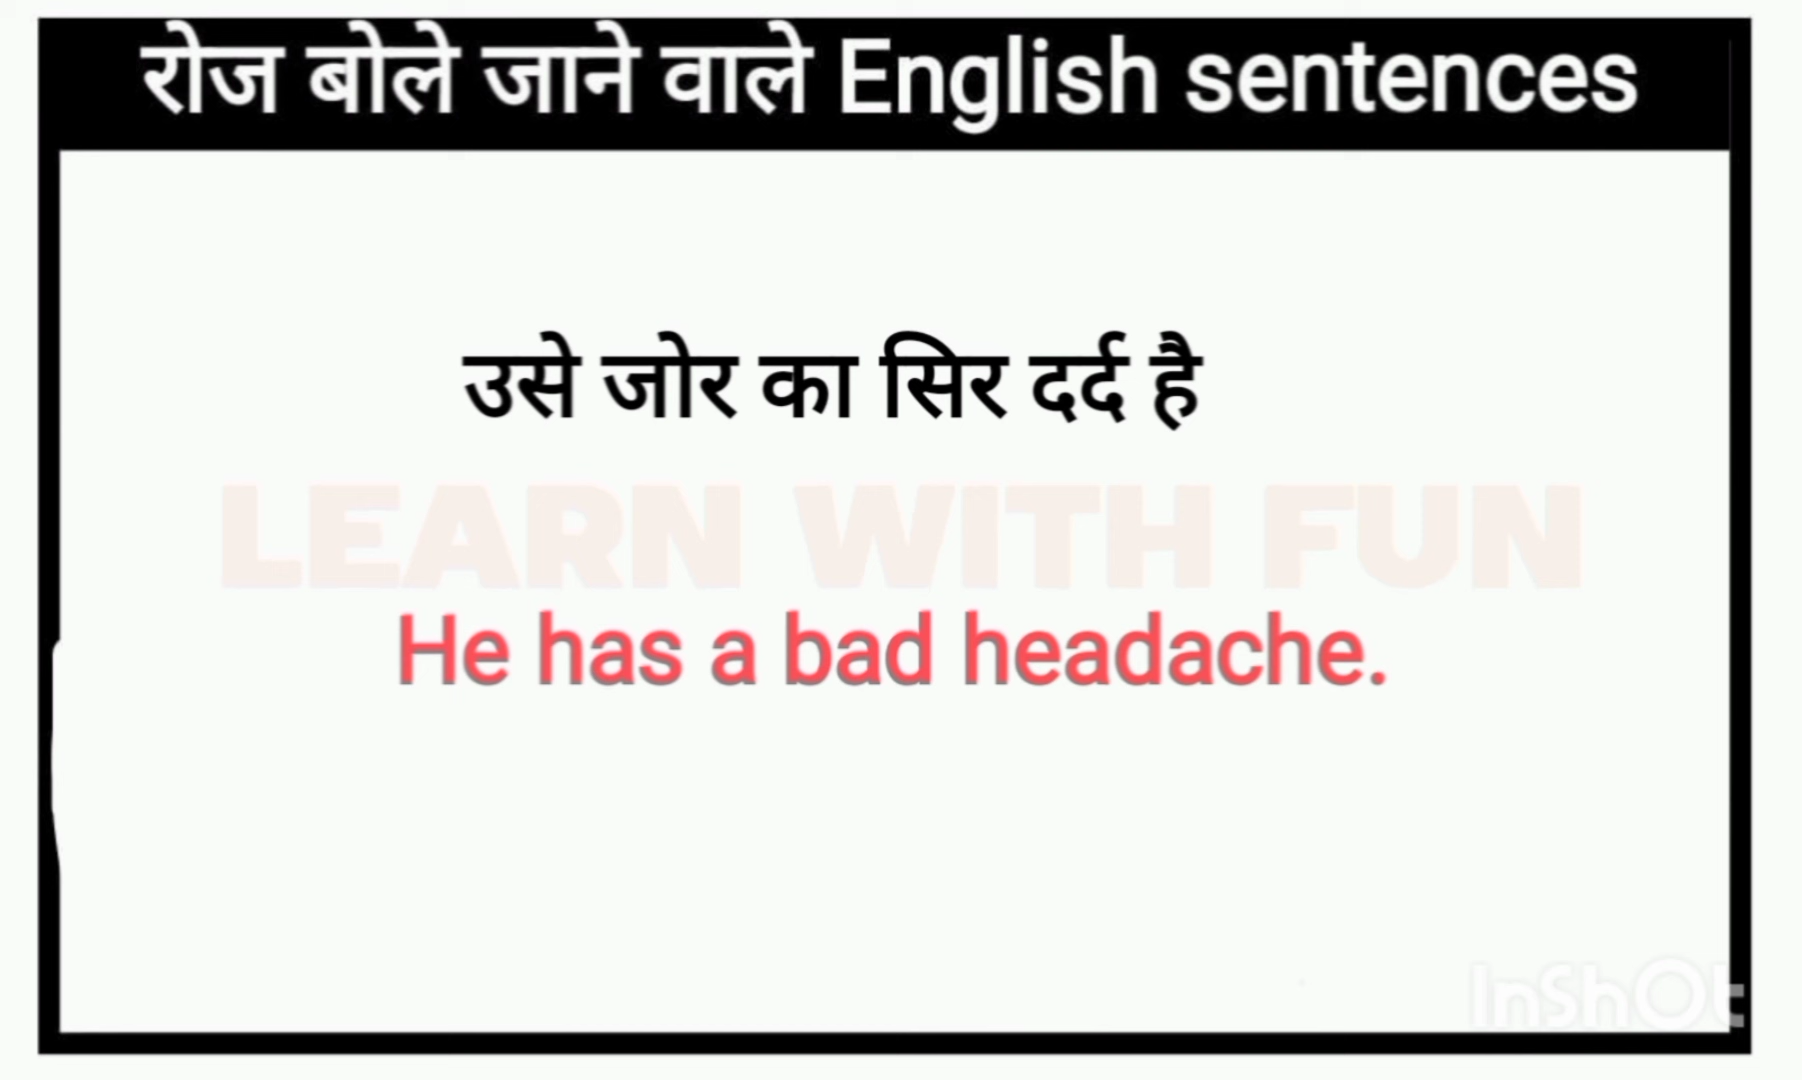 रोज बोले जाने वाले English sentences
उसे जोर का सिर दर्द है
LEARN WITH FUN
He has a bad headache.
InShOt